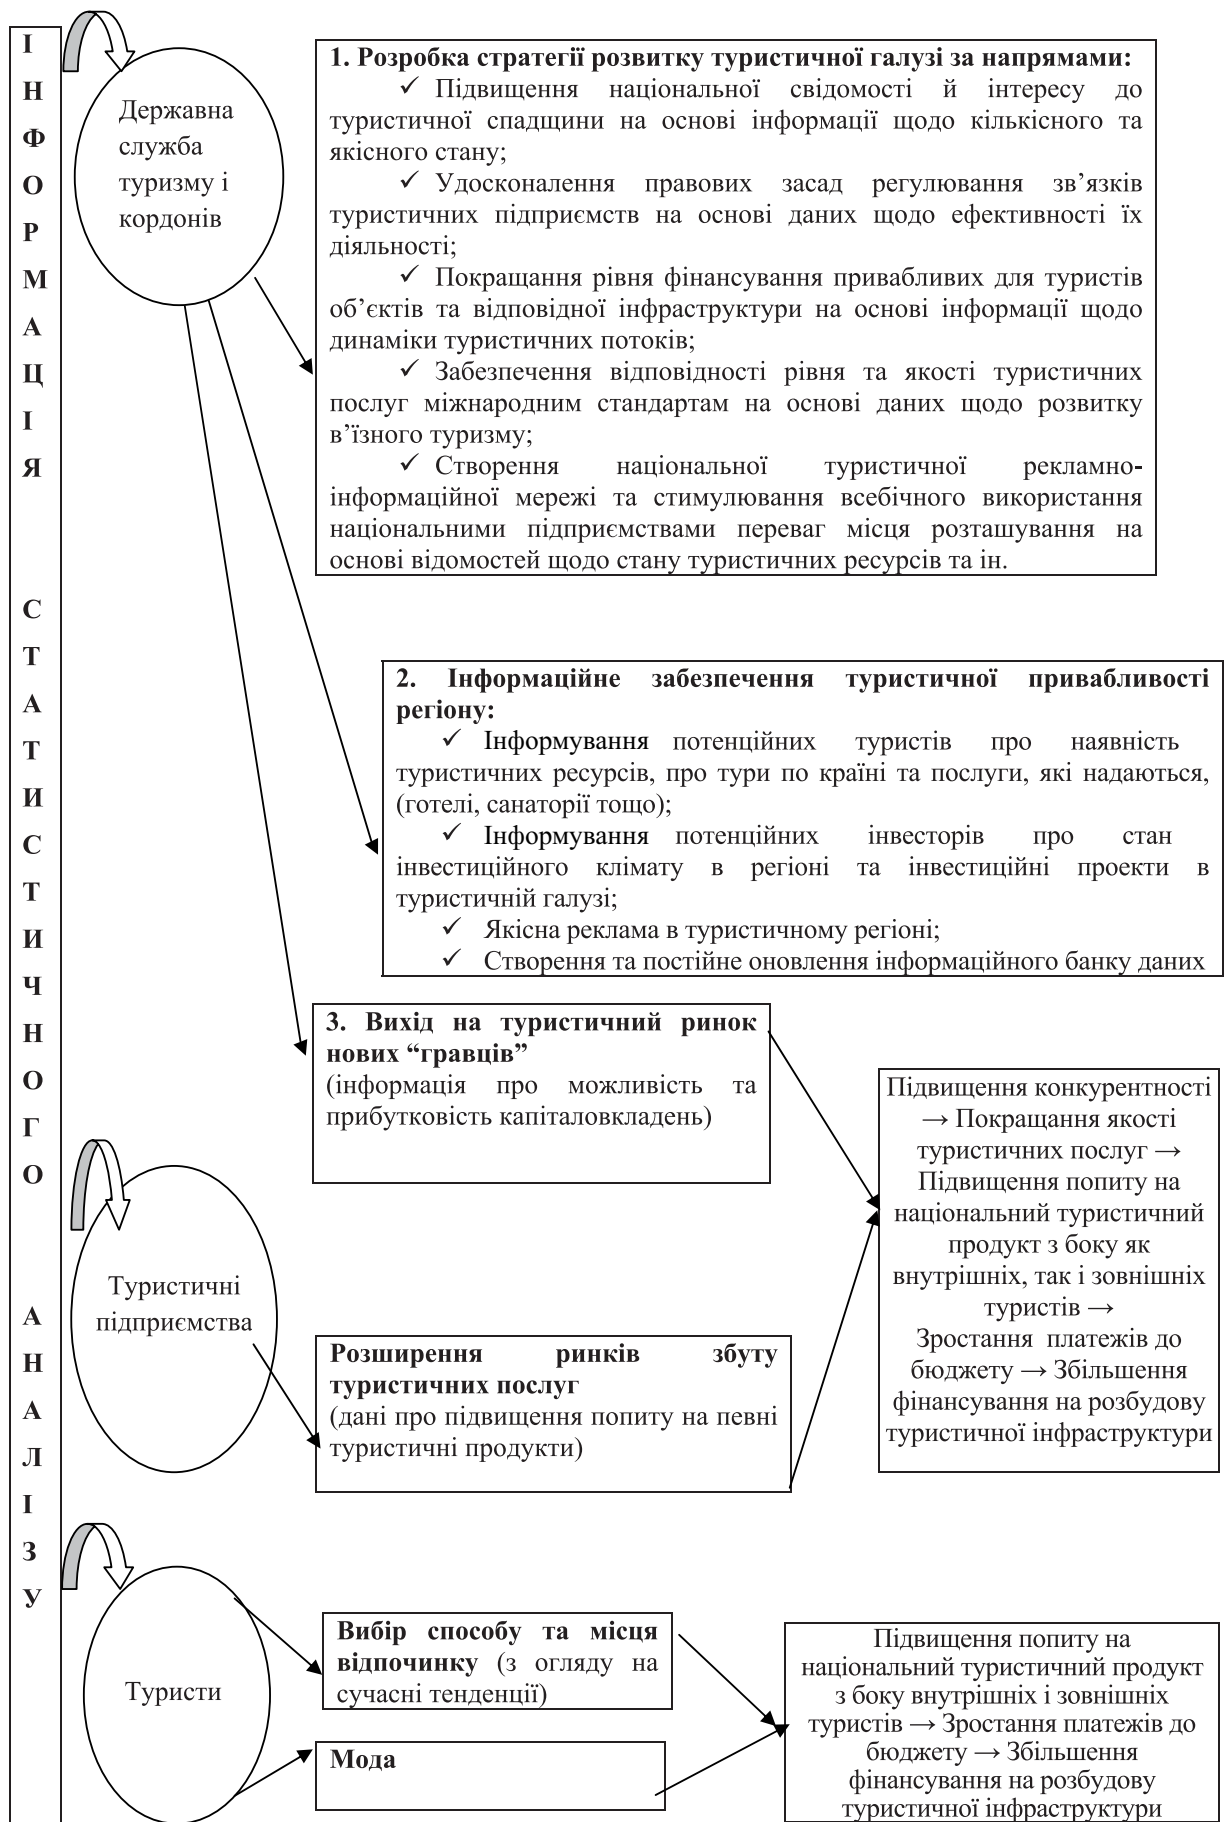 ІНФОРМАЦІЯ СТАТИСТИЧНОГО АНАЛІЗУ
Державна
служба
туризму і
кордонів
1. Розробка стратегії розвитку туристичної галузі за напрямами:
✓ Підвищення національної свідомості й інтересу до
туристичної спадщини на основі інформації щодо кількісного та
якісного стану;
✓ Удосконалення правових засад регулювання зв’язків
туристичних підприємств на основі даних щодо ефективності їх
діяльності;
✓ Покращання рівня фінансування привабливих для туристів
об’єктів та відповідної інфраструктури на основі інформації щодо
динаміки туристичних потоків;
✓ Забезпечення відповідності рівня та якості туристичних
послуг міжнародним стандартам на основі даних щодо розвитку
в’їзного туризму;
✓ Створення національної туристичної рекламно-
інформаційної мережі та стимулювання всебічного використання
національними підприємствами переваг місця розташування на
основі відомостей щодо стану туристичних ресурсів та ін.
2. Інформаційне забезпечення туристичної привабливості
регіону:
✓ Інформування потенційних туристів про наявність
туристичних ресурсів, про тури по країні та послуги, які надаються,
(готелі, санаторії тощо);
✓ Інформування потенційних інвесторів про стан
інвестиційного клімату в регіоні та інвестиційні проекти в
туристичній галузі;
✓ Якісна реклама в туристичному регіоні;
✓ Створення та постійне оновлення інформаційного банку даних
3. Вихід на туристичний ринок
нових “гравців”
(інформація про можливість та
прибутковість капіталовкладень)
Підвищення конкурентності
→ Покращання якості
туристичних послуг →
Підвищення попиту на
національний туристичний
продукт з боку як
внутрішніх, так і зовнішніх
туристів →
Зростання платежів до
бюджету → Збільшення
фінансування на розбудову
туристичної інфраструктури
Туристичні
підприємства
Розширення ринків збуту
туристичних послуг
(дані про підвищення попиту на певні
туристичні продукти)
Туристи
Вибір способу та місця
відпочинку (з огляду на
сучасні тенденції)
Мода
Підвищення попиту на
національний туристичний продукт
з боку внутрішніх і зовнішніх
туристів → Зростання платежів до
бюджету → Збільшення
фінансування на розбудову
туристичної інфраструктури